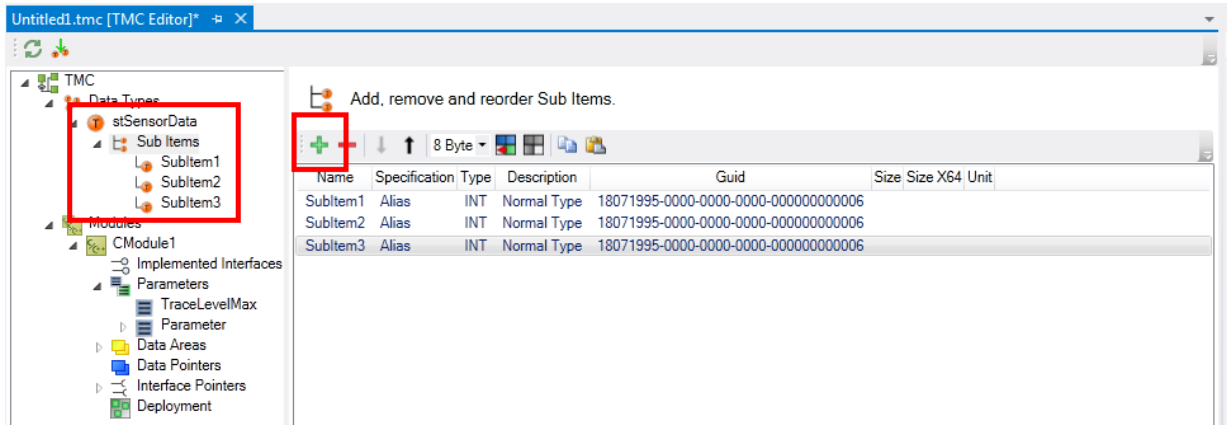 Untitled1.tmc [TMC Editor]*
TMC
Data Types
stSensorData
Sub Items
SubItem1
SubItem2
SubItem3
Modules
CModule1
Implemented Interfaces
Parameters
TraceLevelMax
Parameter
Data Areas
Data Pointers
Interface Pointers
Deployment
Add, remove and reorder Sub Items.
8 Byte
Name Specification Type Description Guid Size Size X64 Unit
SubItem1 Alias INT Normal Type 18071995-0000-0000-0000-000000000006
SubItem2 Alias INT Normal Type 18071995-0000-0000-0000-000000000006
SubItem3 Alias INT Normal Type 18071995-0000-0000-0000-000000000006